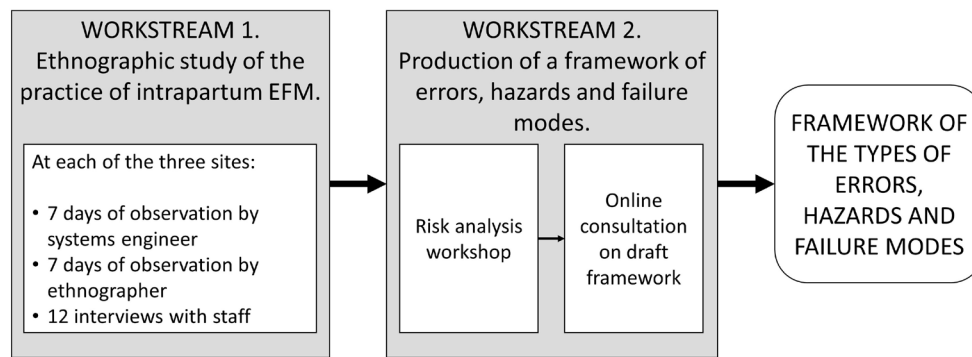 WORKSTREAM 1.
Ethnographic study of the
practice of intrapartum EFM.
At each of the three sites:
• 7 days of observation by
systems engineer
• 7 days of observation by
ethnographer
• 12 interviews with staff
WORKSTREAM 2.
Production of a framework of
errors, hazards and failure
modes.
Risk analysis
workshop
Online
consultation
on draft
framework
FRAMEWORK OF
THE TYPES OF
ERRORS,
HAZARDS AND
FAILURE MODES